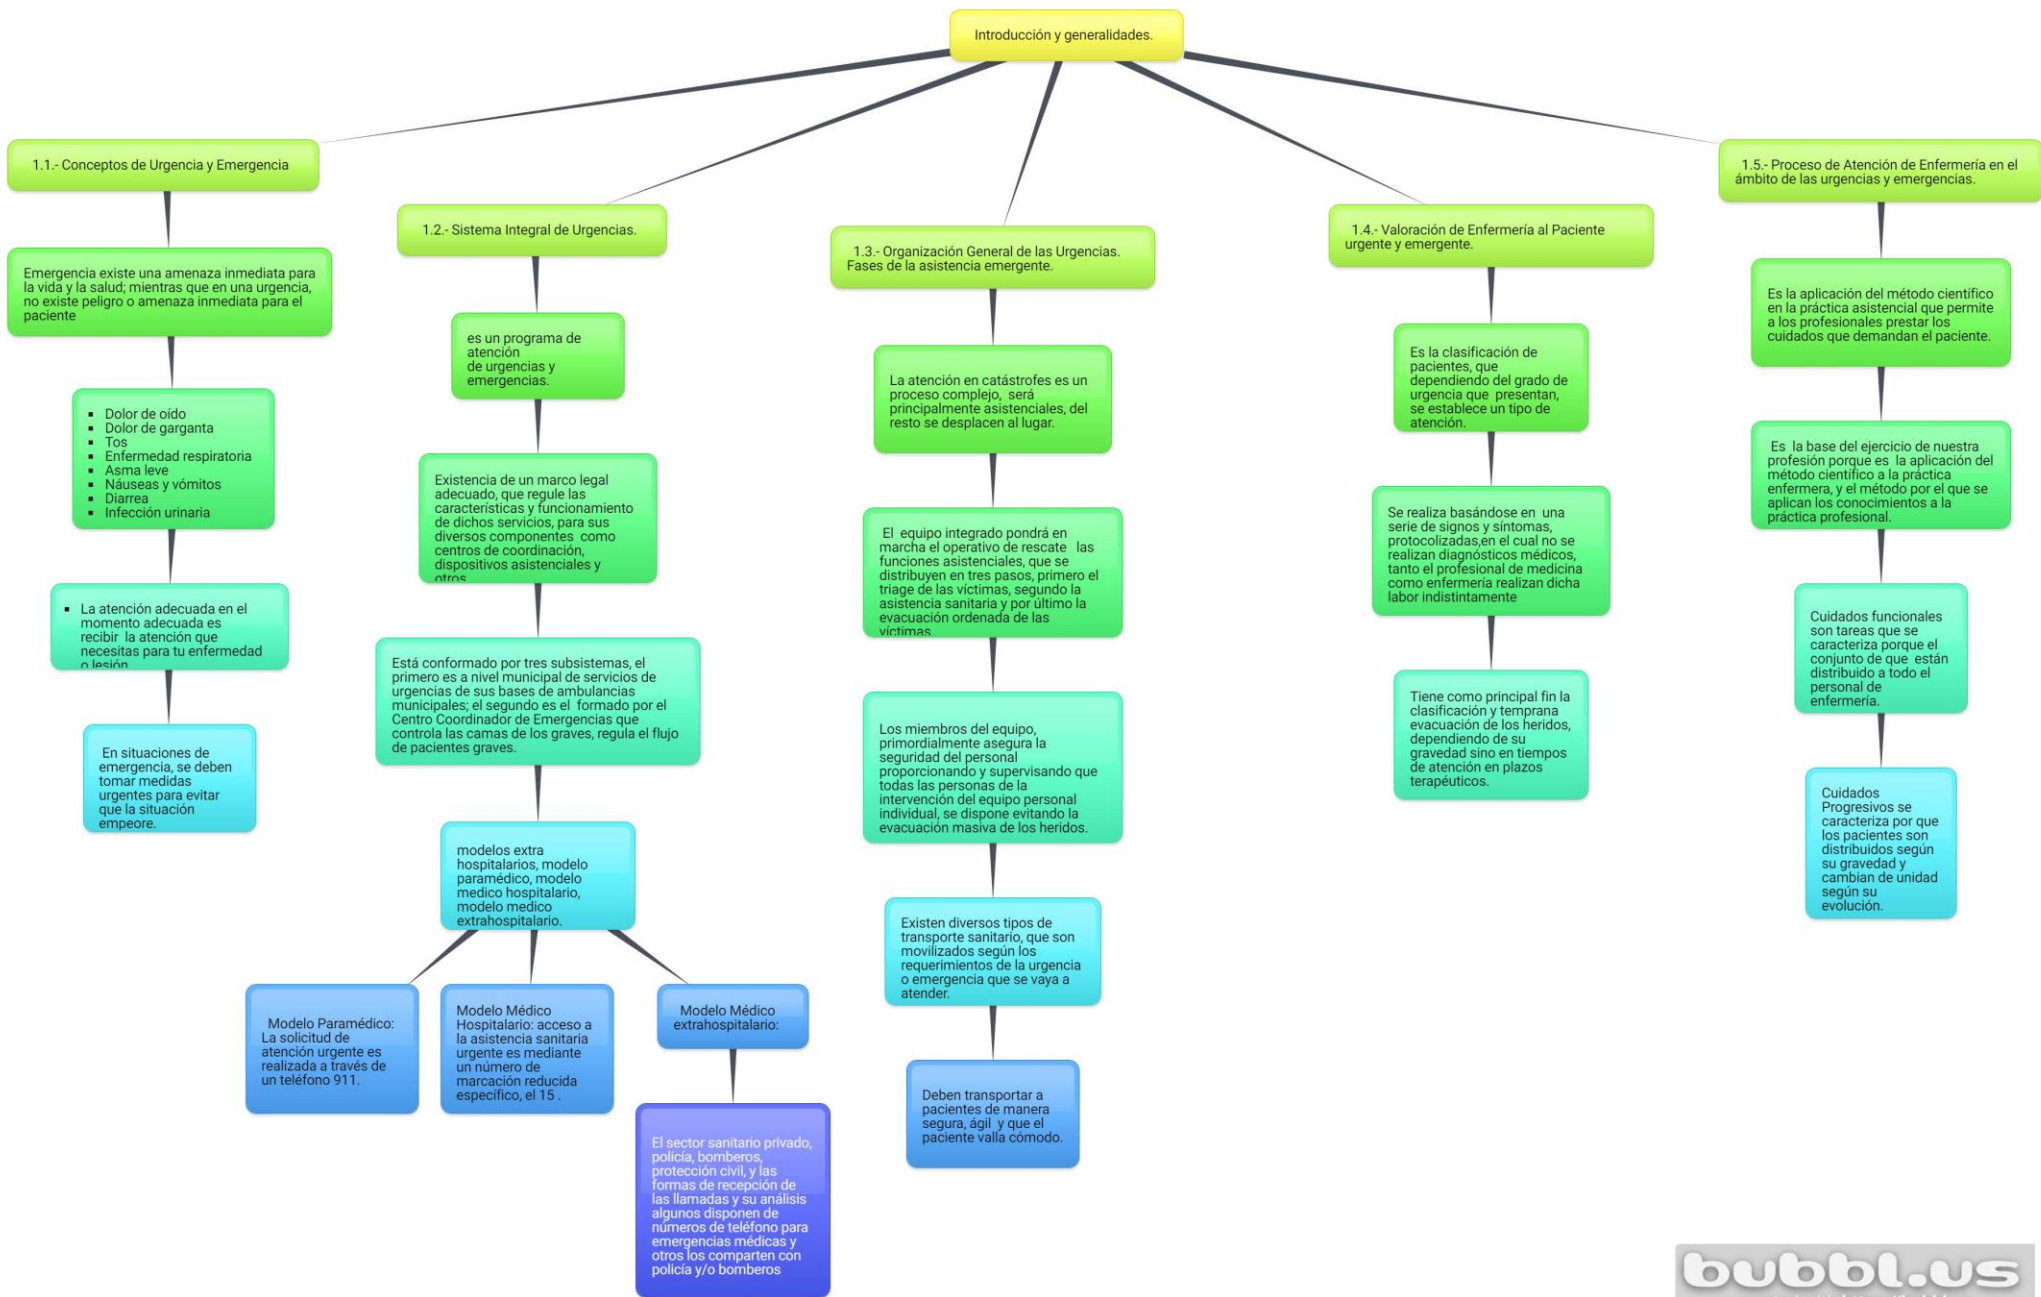 Introducción y generalidades.
1.1.- Conceptos de Urgencia y Emergencia
Emergencia existe una amenaza inmediata para
la vida y la salud; mientras que en una urgencia,
no existe peligro o amenaza inmediata para el
paciente
▪ Dolor de oído
▪ Dolor de garganta
▪ Tos
▪ Enfermedad respiratoria
▪ Asma leve
▪ Náuseas y vómitos
▪ Diarrea
▪ Infección urinaria
▪ La atención adecuada en el
momento adecuada es
recibir la atención que
necesitas para tu enfermedad
o lesión
En situaciones de
emergencia, se deben
tomar medidas
urgentes para evitar
que la situación
empeore.
1.2.- Sistema Integral de Urgencias.
es un programa de
atención
de urgencias y
emergencias.
Existencia de un marco legal
adecuado, que regule las
características y funcionamiento
de dichos servicios, para sus
diversos componentes como
centros de coordinación,
dispositivos asistenciales y
otros
Está conformado por tres subsistemas, el
primero es a nivel municipal de servicios de
urgencias de sus bases de ambulancias
municipales; el segundo es el formado por el
Centro Coordinador de Emergencias que
controla las camas de los graves, regula el flujo
de pacientes graves.
modelos extra
hospitalarios, modelo
paramédico, modelo
medico hospitalario,
modelo medico
extrahospitalario.
Modelo Paramédico:
La solicitud de
atención urgente es
realizada a través de
un teléfono 911.
Modelo Médico
Hospitalario: acceso a
la asistencia sanitaria
urgente es mediante
un número de
marcación reducida
específico, el 15 .
Modelo Médico
extrahospitalario:
El sector sanitario privado,
policía, bomberos,
protección civil, y las
formas de recepción de
las llamadas y su análisis
algunos disponen de
números de teléfono para
emergencias médicas y
otros los comparten con
policía y/o bomberos
1.3.- Organización General de las Urgencias.
Fases de la asistencia emergente.
La atención en catástrofes es un
proceso complejo, será
principalmente asistenciales, del
resto se desplacen al lugar.
El equipo integrado pondrá en
marcha el operativo de rescate las
funciones asistenciales, que se
distribuyen en tres pasos, primero el
triage de las víctimas, segundo la
asistencia sanitaria y por último la
evacuación ordenada de las
víctimas.
Los miembros del equipo,
primordialmente asegura la
seguridad del personal
proporcionando y supervisando que
todas las personas de la
intervención del equipo personal
individual, se dispone evitando la
evacuación masiva de los heridos.
Existen diversos tipos de
transporte sanitario, que son
movilizados según los
requerimientos de la urgencia
o emergencia que se vaya a
atender.
Deben transportar a
pacientes de manera
segura, ágil y que el
paciente valla cómodo.
1.4.- Valoración de Enfermería al Paciente
urgente y emergente.
Es la clasificación de
pacientes, que
dependiendo del grado de
urgencia que presentan,
se establece un tipo de
atención.
Se realiza basándose en una
serie de signos y síntomas,
protocolizadas,en el cual no se
realizan diagnósticos médicos,
tanto el profesional de medicina
como enfermería realizan dicha
labor indistintamente
Tiene como principal fin la
clasificación y temprana
evacuación de los heridos,
dependiendo de su
gravedad sino en tiempos
de atención en plazos
terapéuticos.
1.5.- Proceso de Atención de Enfermería en el
ámbito de las urgencias y emergencias.
Es la aplicación del método científico
en la práctica asistencial que permite
a los profesionales prestar los
cuidados que demandan el paciente.
Es la base del ejercicio de nuestra
profesión porque es la aplicación del
método científico a la práctica
enfermera, y el método por el que se
aplican los conocimientos a la
práctica profesional.
Cuidados funcionales
son tareas que se
caracteriza porque el
conjunto de que están
distribuido a todo el
personal de
enfermería.
Cuidados
Progresivos se
caracteriza por que
los pacientes son
distribuidos según
su gravedad y
cambian de unidad
según su
evolución.
bubbl.us